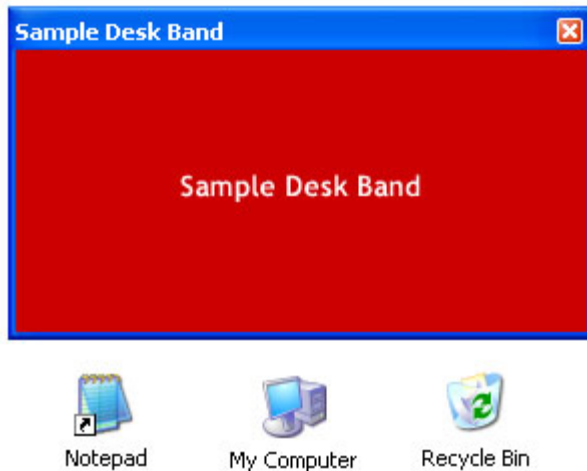 Sample Desk Band
Sample Desk Band
Notepad
My Computer
Recycle Bin